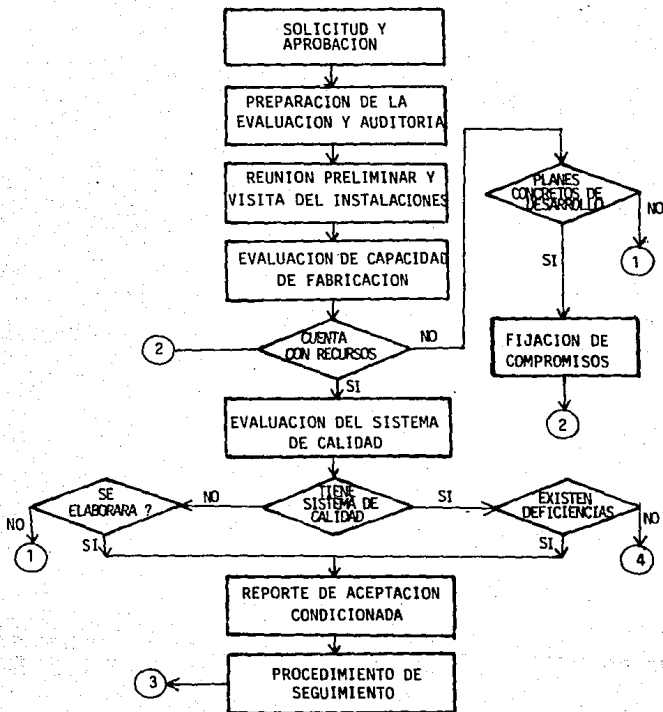 SOLICITUD Y
APROBACION
PREPARACION DE LA
EVALUACION Y AUDITORIA
REUNION PRELIMINAR Y
VISITA DEL INSTALACIONES
EVALUACION DE CAPACIDAD
DE FABRICACION
CUENTA
CON RECURSOS
2
NO
SI
PLANES
CONCRETOS DE
DESARROLLO
NO
1
SI
FIJACION DE
COMPROMISOS
2
EVALUACION DEL SISTEMA
DE CALIDAD
TIENE
SISTEMA DE
CALIDAD
NO
SI
SE
ELABORARA ?
NO
1
SI
EXISTEN
DEFICIENCIAS
NO
4
SI
REPORTE DE ACEPTACION
CONDICIONADA
PROCEDIMIENTO DE
SEGUIMIENTO
3